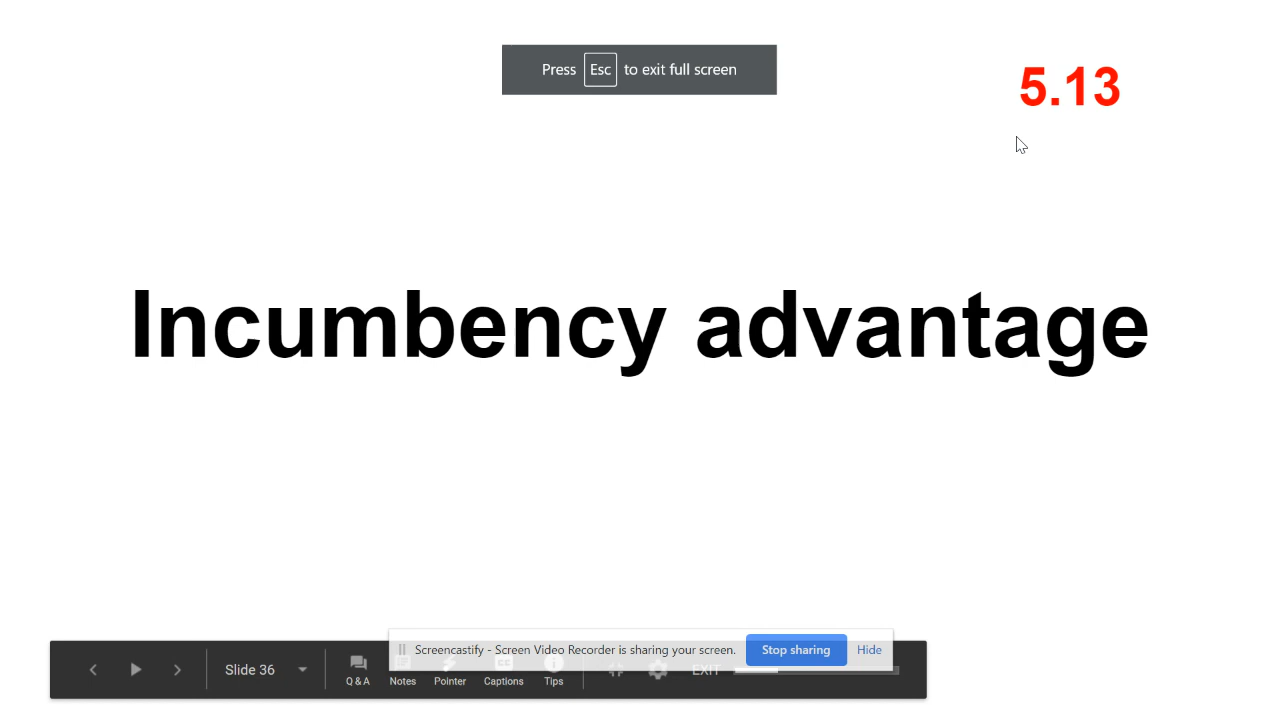 Press Esc to exit full screen
5.13
Incumbency advantage
Screencastify - Screen Video Recorder is sharing your screen. Stop sharing Hide
Slide 36 Q & A Notes Pointer Captions Tips EXIT